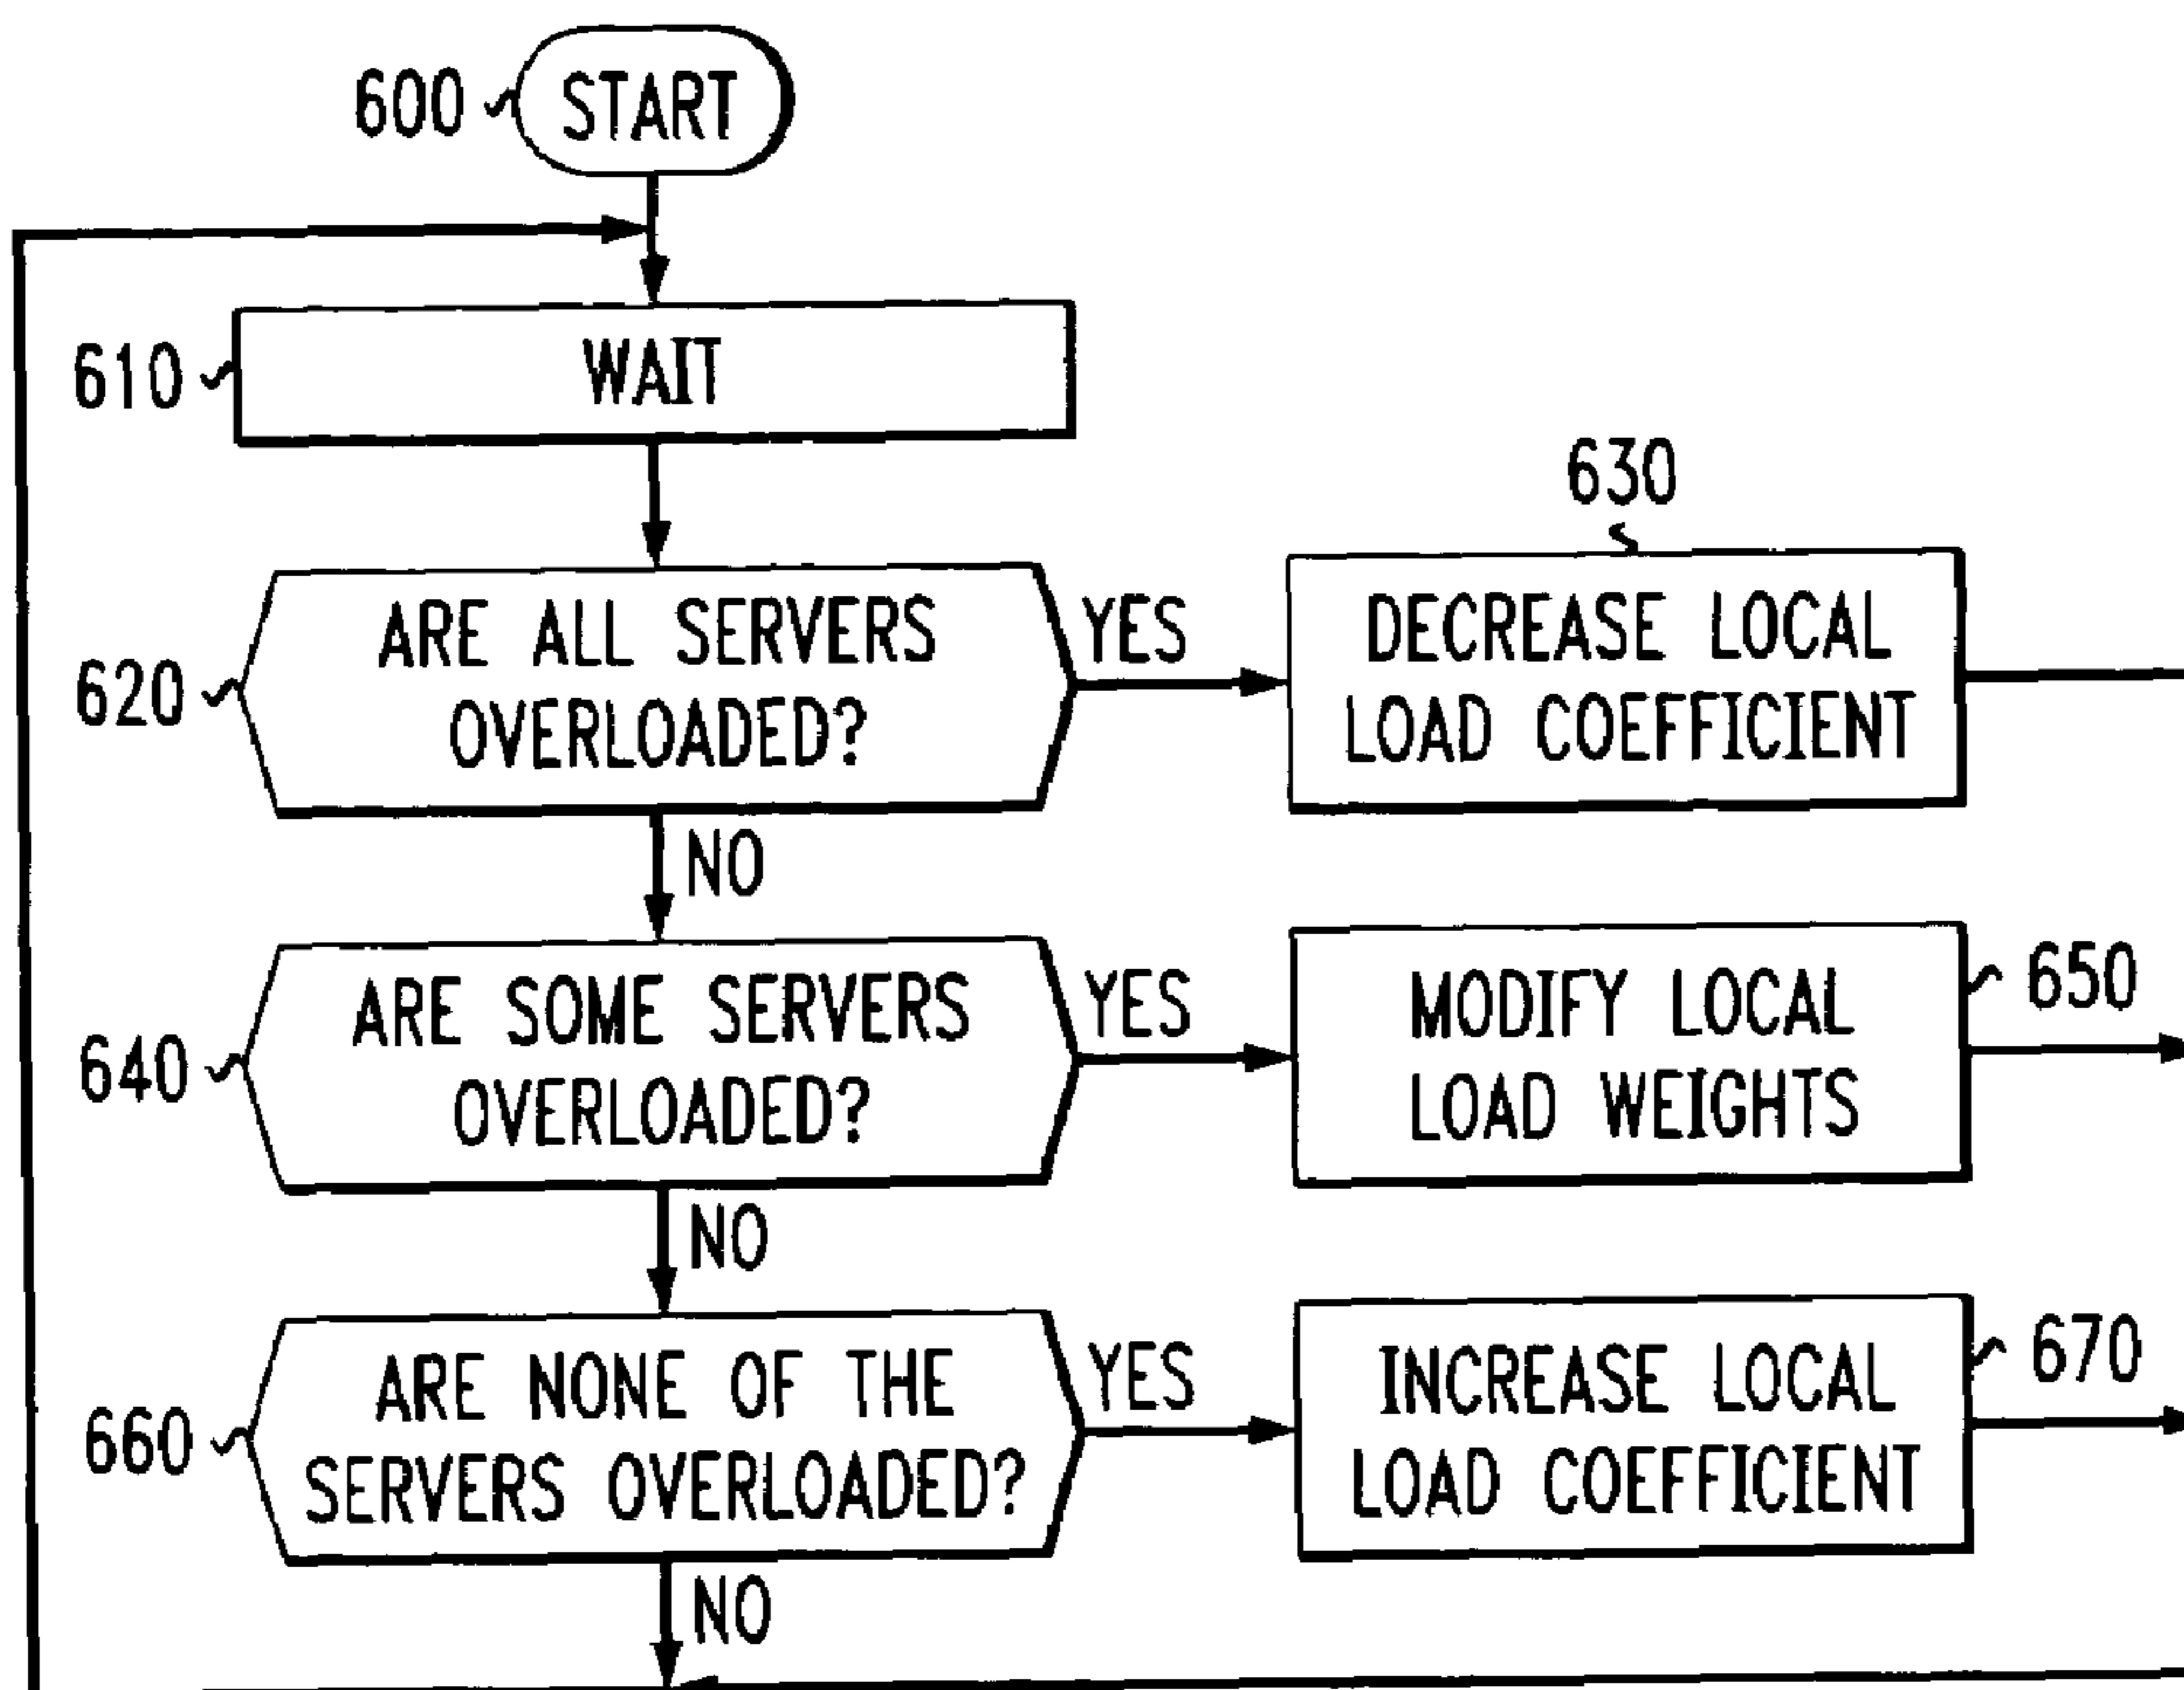 600
START
610
WAIT
630
620
ARE ALL SERVERS
OVERLOADED?
YES
DECREASE LOCAL
LOAD COEFFICIENT
NO
640
ARE SOME SERVERS
OVERLOADED?
YES
MODIFY LOCAL
LOAD WEIGHTS
650
NO
660
ARE NONE OF THE
SERVERS OVERLOADED?
YES
INCREASE LOCAL
LOAD COEFFICIENT
670
NO